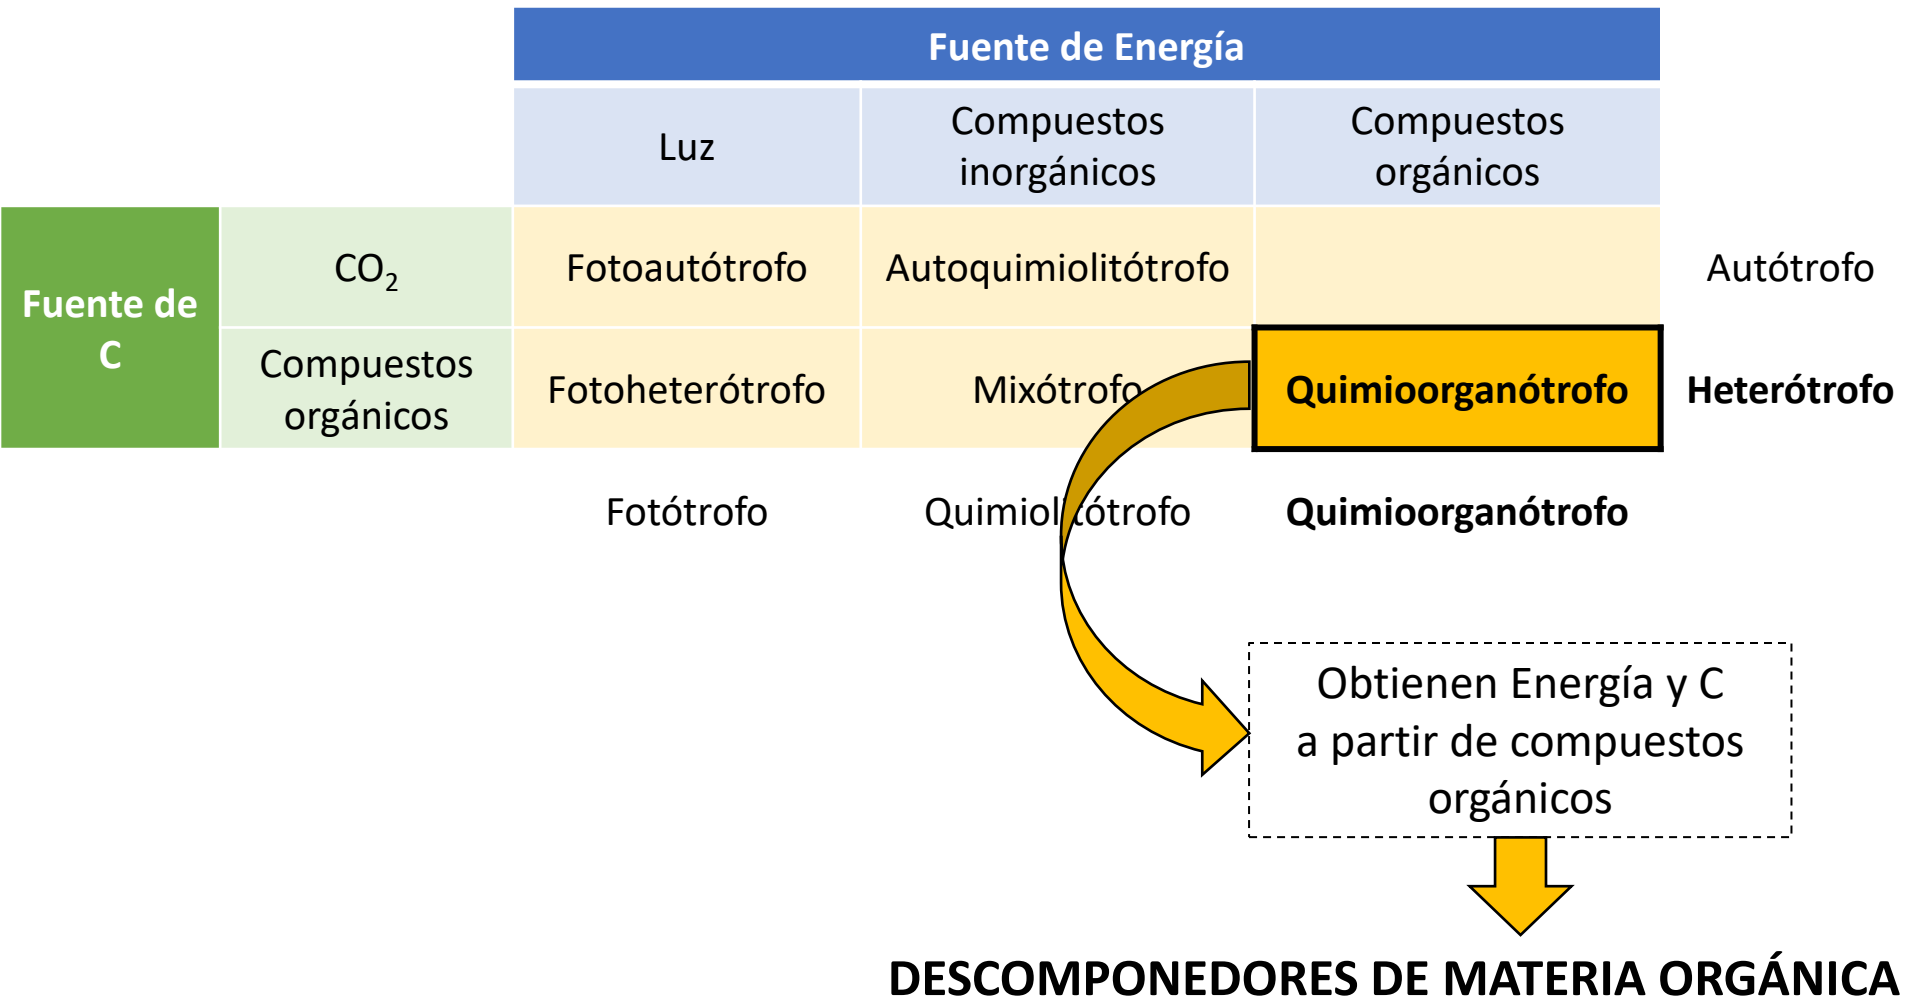 Fuente de Energía
Luz
Compuestos
inorgánicos
Compuestos
orgánicos
Fuente de
C
CO₂
Fotoautótrofo
Autoquimiolitótrofo
Autótrofo
Compuestos
orgánicos
Fotoheterótrofo
Mixótrofo
Quimioorganótrofo
Heterótrofo
Fotótrofo
Quimiolitótrofo
Quimioorganótrofo
Obtienen Energía y C
a partir de compuestos
orgánicos
DESCOMPONEDORES DE MATERIA ORGÁNICA